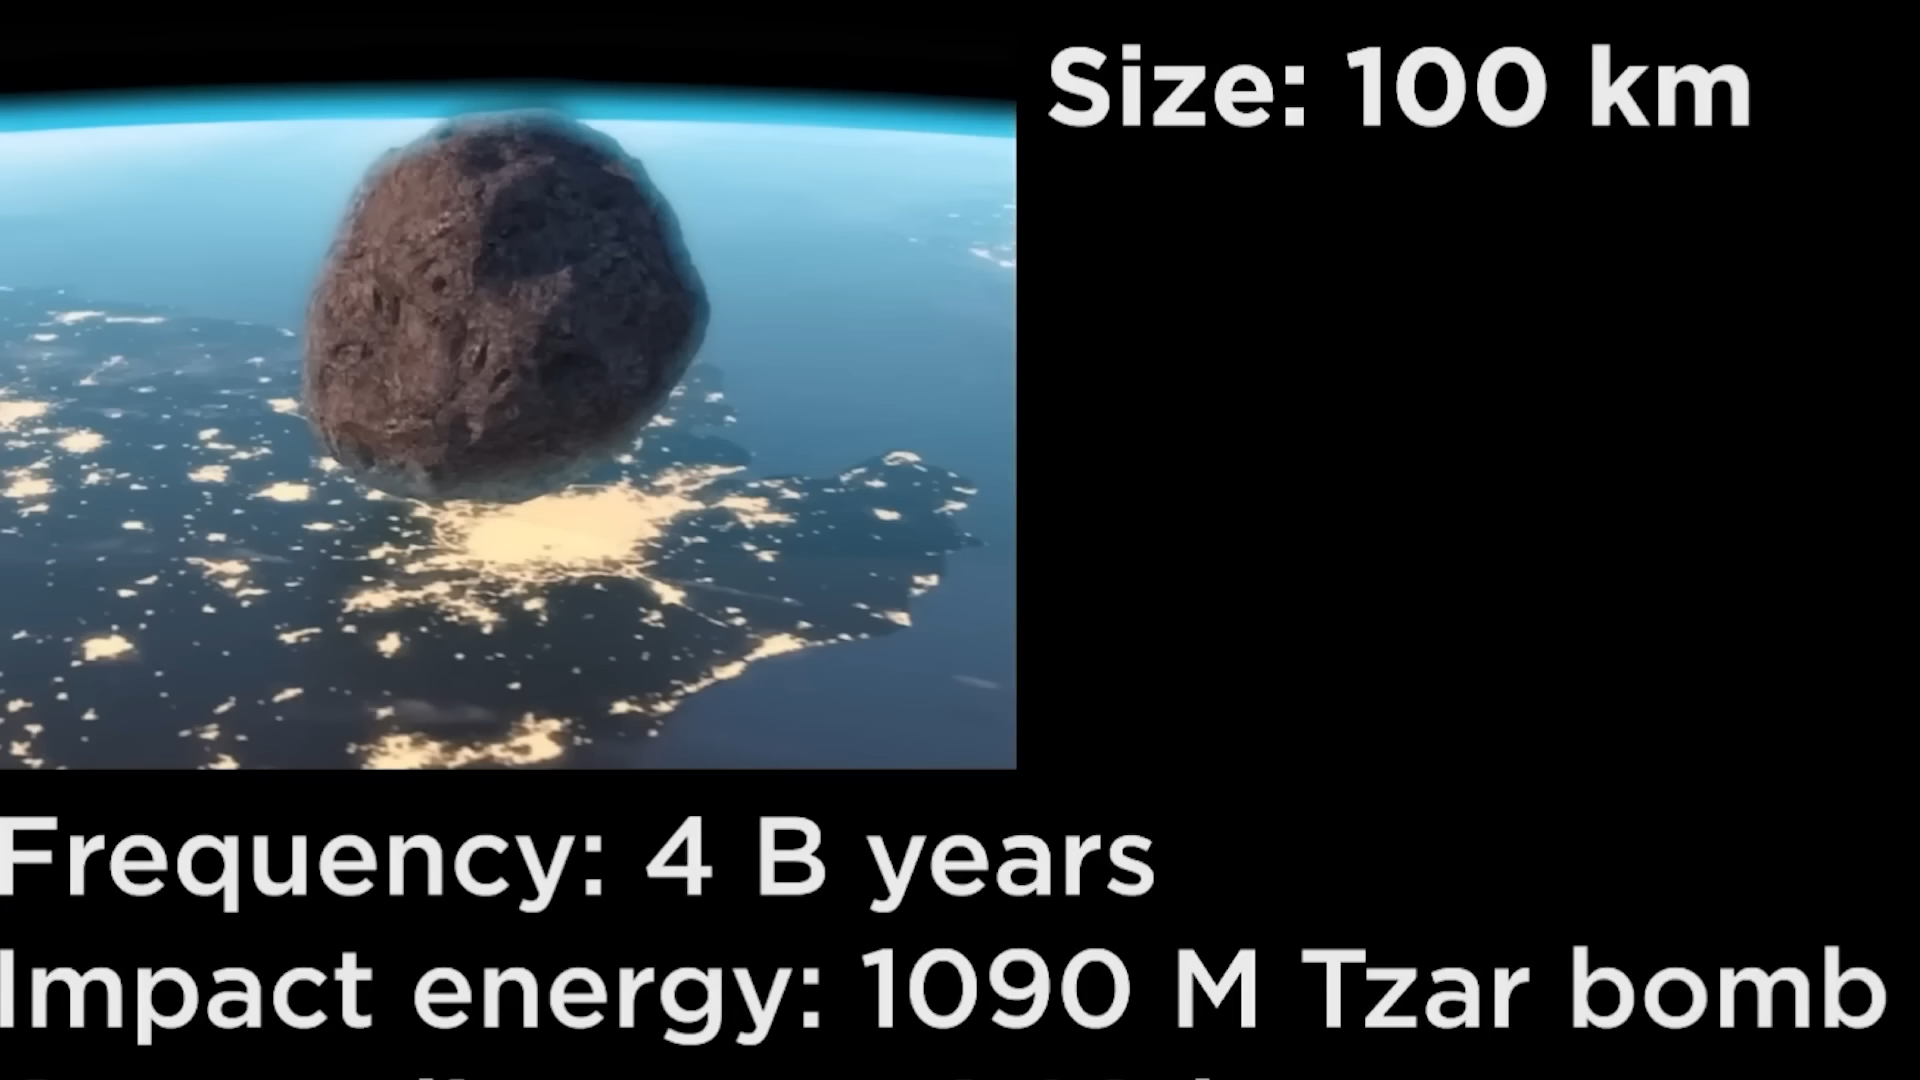 Size: 100 km
Frequency: 4 B years
Impact energy: 1090 M Tzar bomb